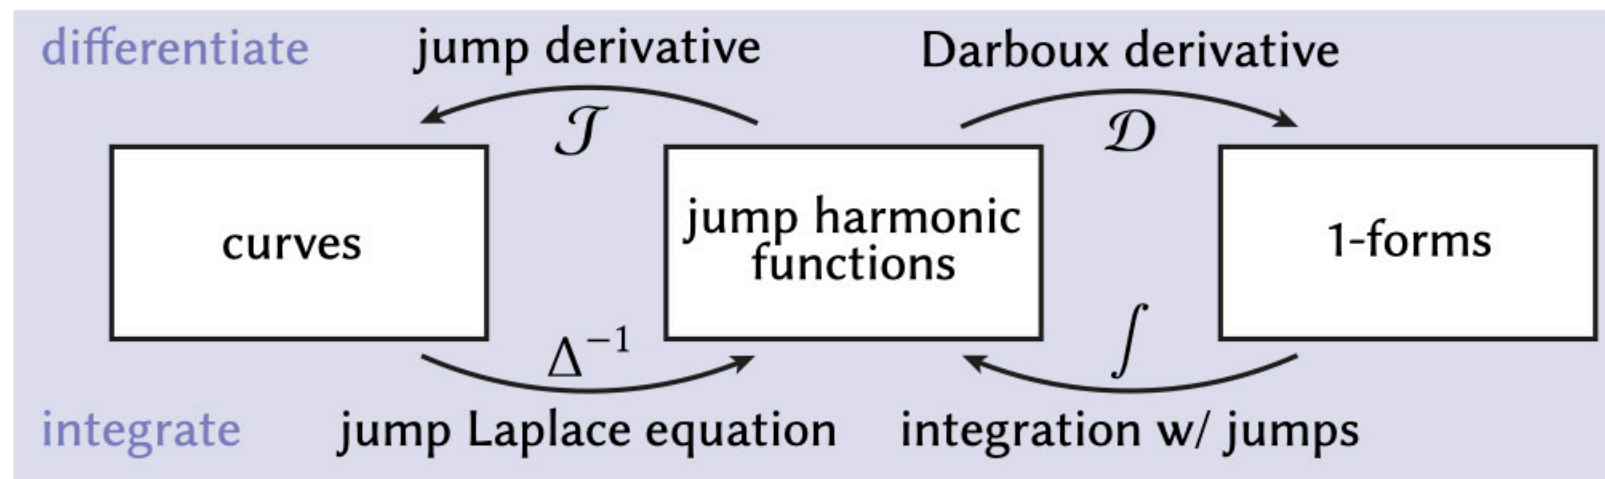 differentiate
jump derivative
Darboux derivative
𝒥
𝒟
curves
jump harmonic
functions
1-forms
Δ⁻¹
∫
integrate
jump Laplace equation
integration w/ jumps